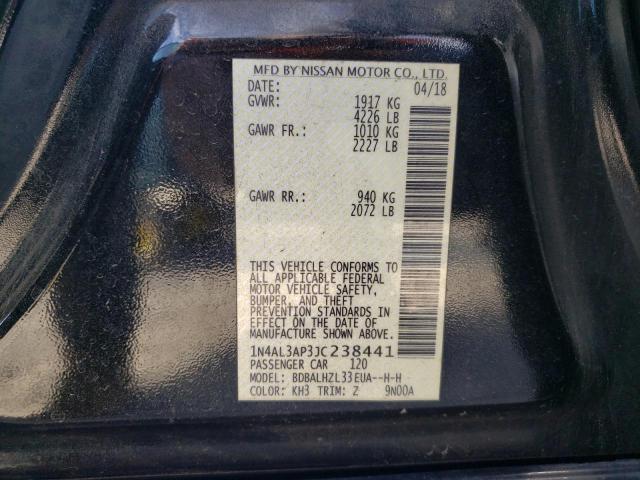 MFD BY NISSAN MOTOR CO., LTD.
DATE: 04/18
GVWR: 1917 KG
4226 LB
GAWR FR.: 1010 KG
2227 LB
GAWR RR.: 940 KG
2072 LB
THIS VEHICLE CONFORMS TO
ALL APPLICABLE FEDERAL
MOTOR VEHICLE SAFETY,
BUMPER, AND THEFT
PREVENTION STANDARDS IN
EFFECT ON THE DATE OF
MANUFACTURE SHOWN ABOVE.
1N4AL3AP3JC238441
PASSENGER CAR 120
MODEL: BDBALHZL33EUA--H-H
COLOR: KH3 TRIM: Z 9N00A